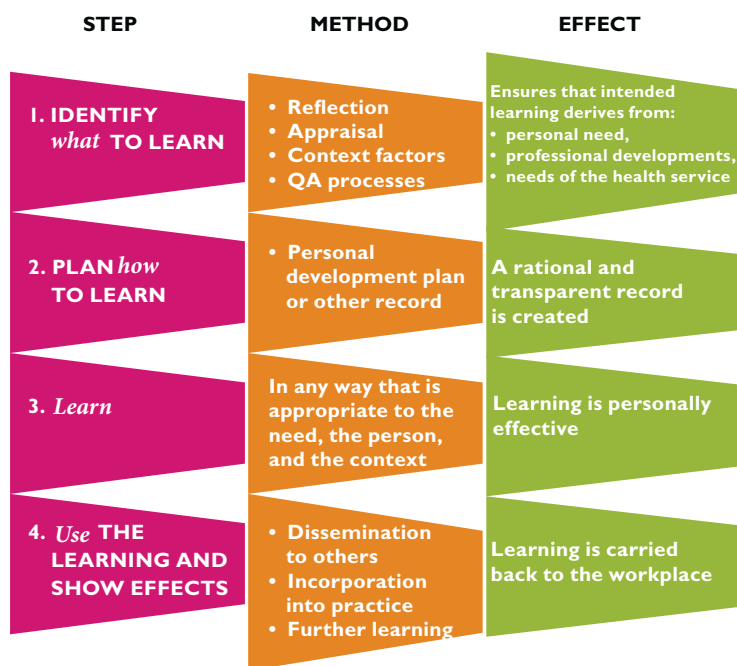 STEP
METHOD
EFFECT
1. IDENTIFY
what TO LEARN
• Reflection
• Appraisal
• Context factors
• QA processes
Ensures that intended
learning derives from:
• personal need,
• professional developments,
• needs of the health service
2. PLAN how
TO LEARN
• Personal
development plan
or other record
A rational and
transparent record
is created
3. Learn
In any way that is
appropriate to the
need, the person,
and the context
Learning is personally
effective
4. Use THE
LEARNING AND
SHOW EFFECTS
• Dissemination
to others
• Incorporation
into practice
• Further learning
Learning is carried
back to the workplace